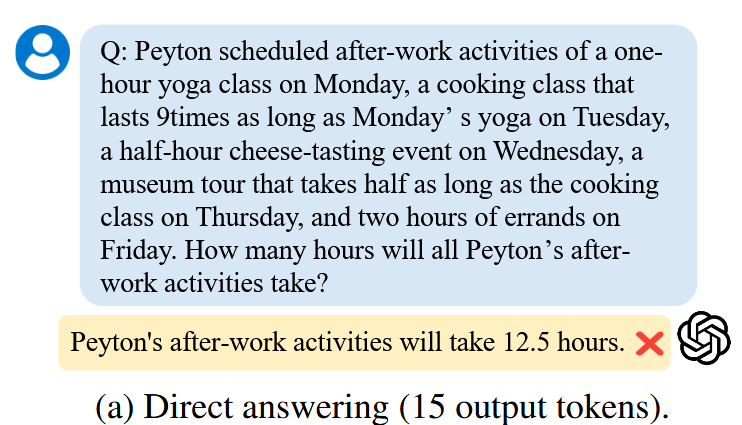 Q: Peyton scheduled after-work activities of a one-
hour yoga class on Monday, a cooking class that
lasts 9times as long as Monday’ s yoga on Tuesday,
a half-hour cheese-tasting event on Wednesday, a
museum tour that takes half as long as the cooking
class on Thursday, and two hours of errands on
Friday. How many hours will all Peyton’s after-
work activities take?
Peyton's after-work activities will take 12.5 hours. ❌
(a) Direct answering (15 output tokens).